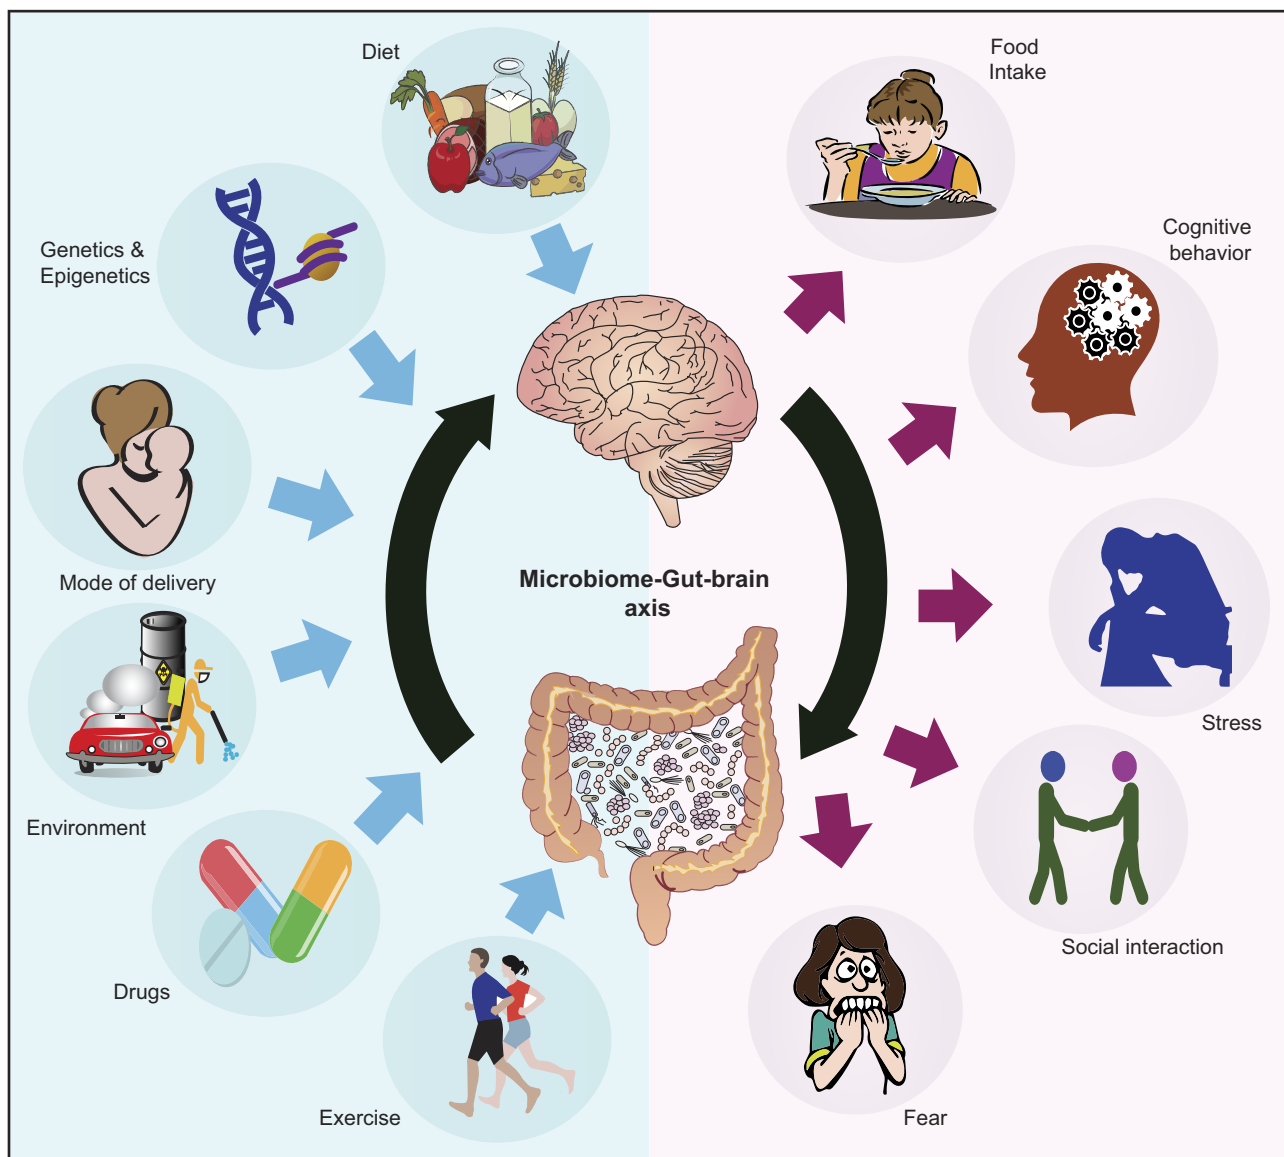 Diet
Genetics &
Epigenetics
Mode of delivery
Environment
Drugs
Exercise
Microbiome-Gut-brain
axis
Food
Intake
Cognitive
behavior
Stress
Social interaction
Fear